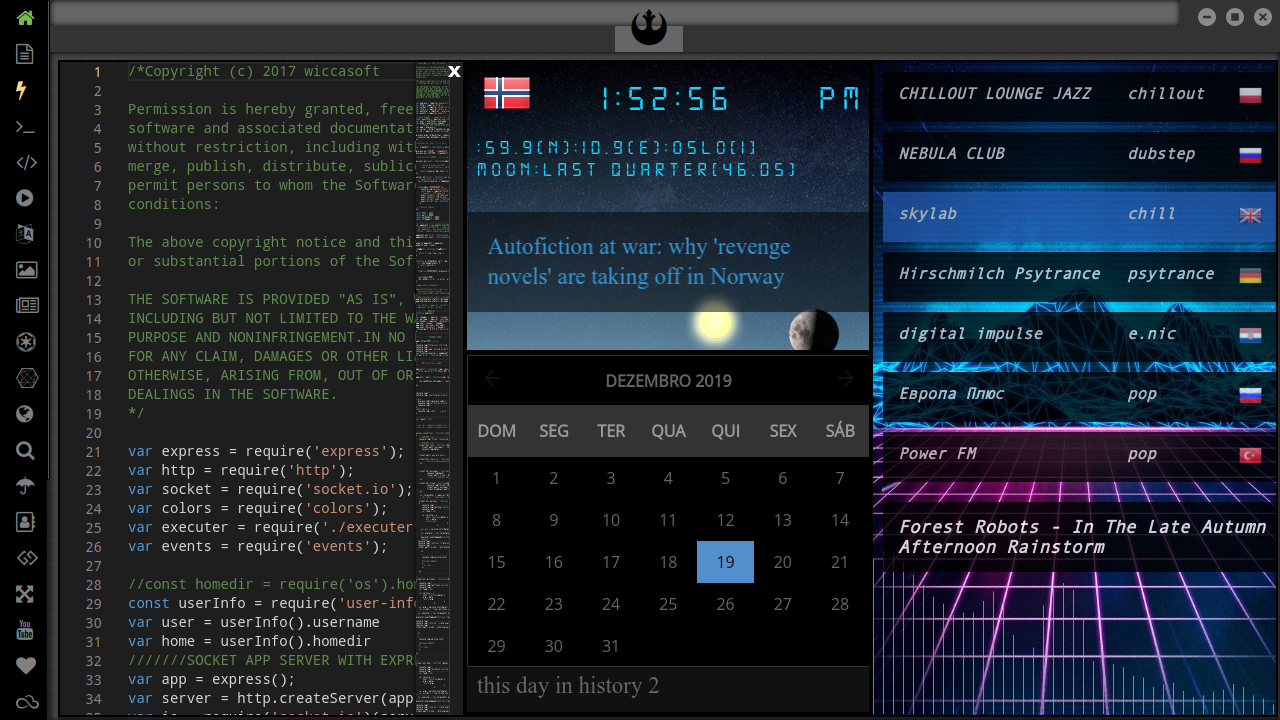 1 /*Copyright (c) 2017 wiccasoft
2
3 Permission is hereby granted, free
4 software and associated documentat
5 without restriction, including wit
6 merge, publish, distribute, sublic
7 permit persons to whom the Softwar
8 conditions:
9
10 The above copyright notice and thi
11 or substantial portions of the Sof
12
13 THE SOFTWARE IS PROVIDED "AS IS",
14 INCLUDING BUT NOT LIMITED TO THE W
15 PURPOSE AND NONINFRINGEMENT.IN NO
16 FOR ANY CLAIM, DAMAGES OR OTHER LI
17 OTHERWISE, ARISING FROM, OUT OF OR
18 DEALINGS IN THE SOFTWARE.
19 */
20
21 var express = require('express');
22 var http = require('http');
23 var socket = require('socket.io');
24 var colors = require('colors');
25 var executer = require('./executer
26 var events = require('events');
27
28 //const homedir = require('os').ho
29 const userInfo = require('user-inf
30 var user = userInfo().username
31 var home = userInfo().homedir
32 ///////SOCKET APP SERVER WITH EXPR
33 var app = express();
34 var server = http.createServer(app
X
1:52:56 PM
:59.9(N):10.9(E):OSLO(1)
MOON:LAST QUARTER(46.05)
Autofiction at war: why 'revenge
novels' are taking off in Norway
DEZEMBRO 2019
DOM SEG TER QUA QUI SEX SÁB
1 2 3 4 5 6 7
8 9 10 11 12 13 14
15 16 17 18 19 20 21
22 23 24 25 26 27 28
29 30 31
this day in history 2
CHILLOUT LOUNGE JAZZ chillout
NEBULA CLUB dubstep
skylab chill
Hirschmilch Psytrance psytrance
digital impulse e.nic
Европа Плюс pop
Power FM pop
Forest Robots - In The Late Autumn
Afternoon Rainstorm
You
Tube